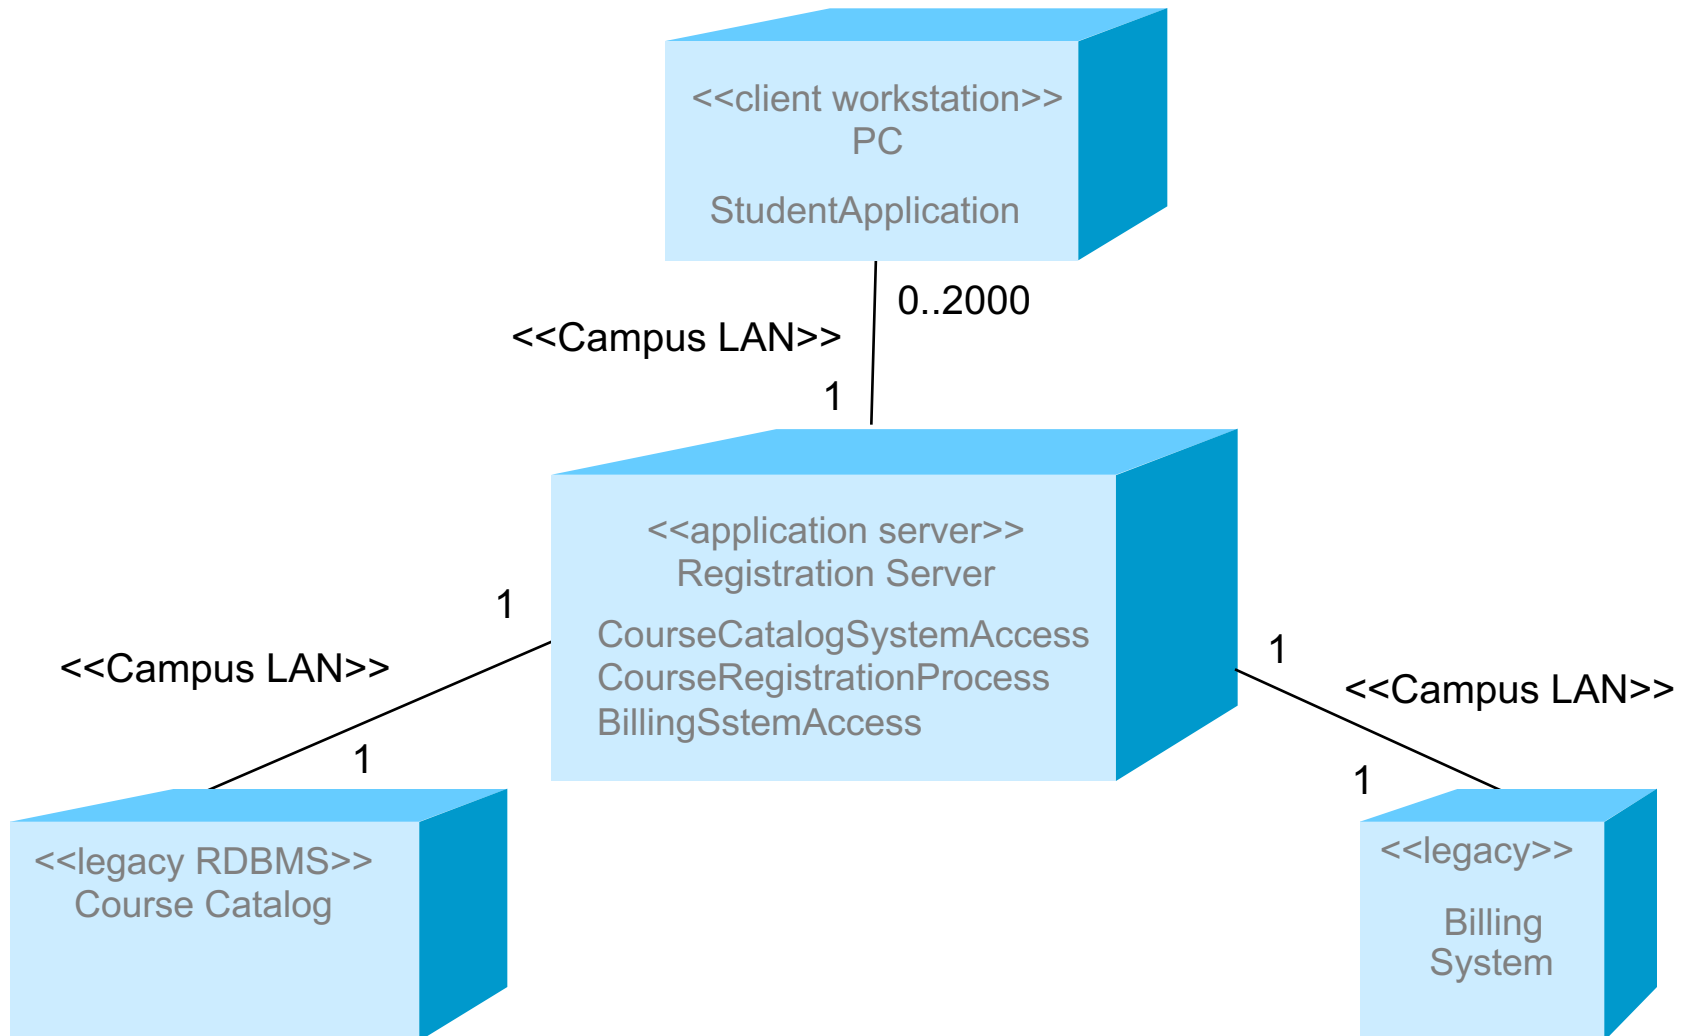 <<client workstation>>
PC
StudentApplication
0..2000
<<Campus LAN>>
1
<<application server>>
Registration Server
CourseCatalogSystemAccess
CourseRegistrationProcess
BillingSstemAccess
1
<<Campus LAN>>
1
1
<<Campus LAN>>
1
<<legacy RDBMS>>
Course Catalog
<<legacy>>
Billing
System